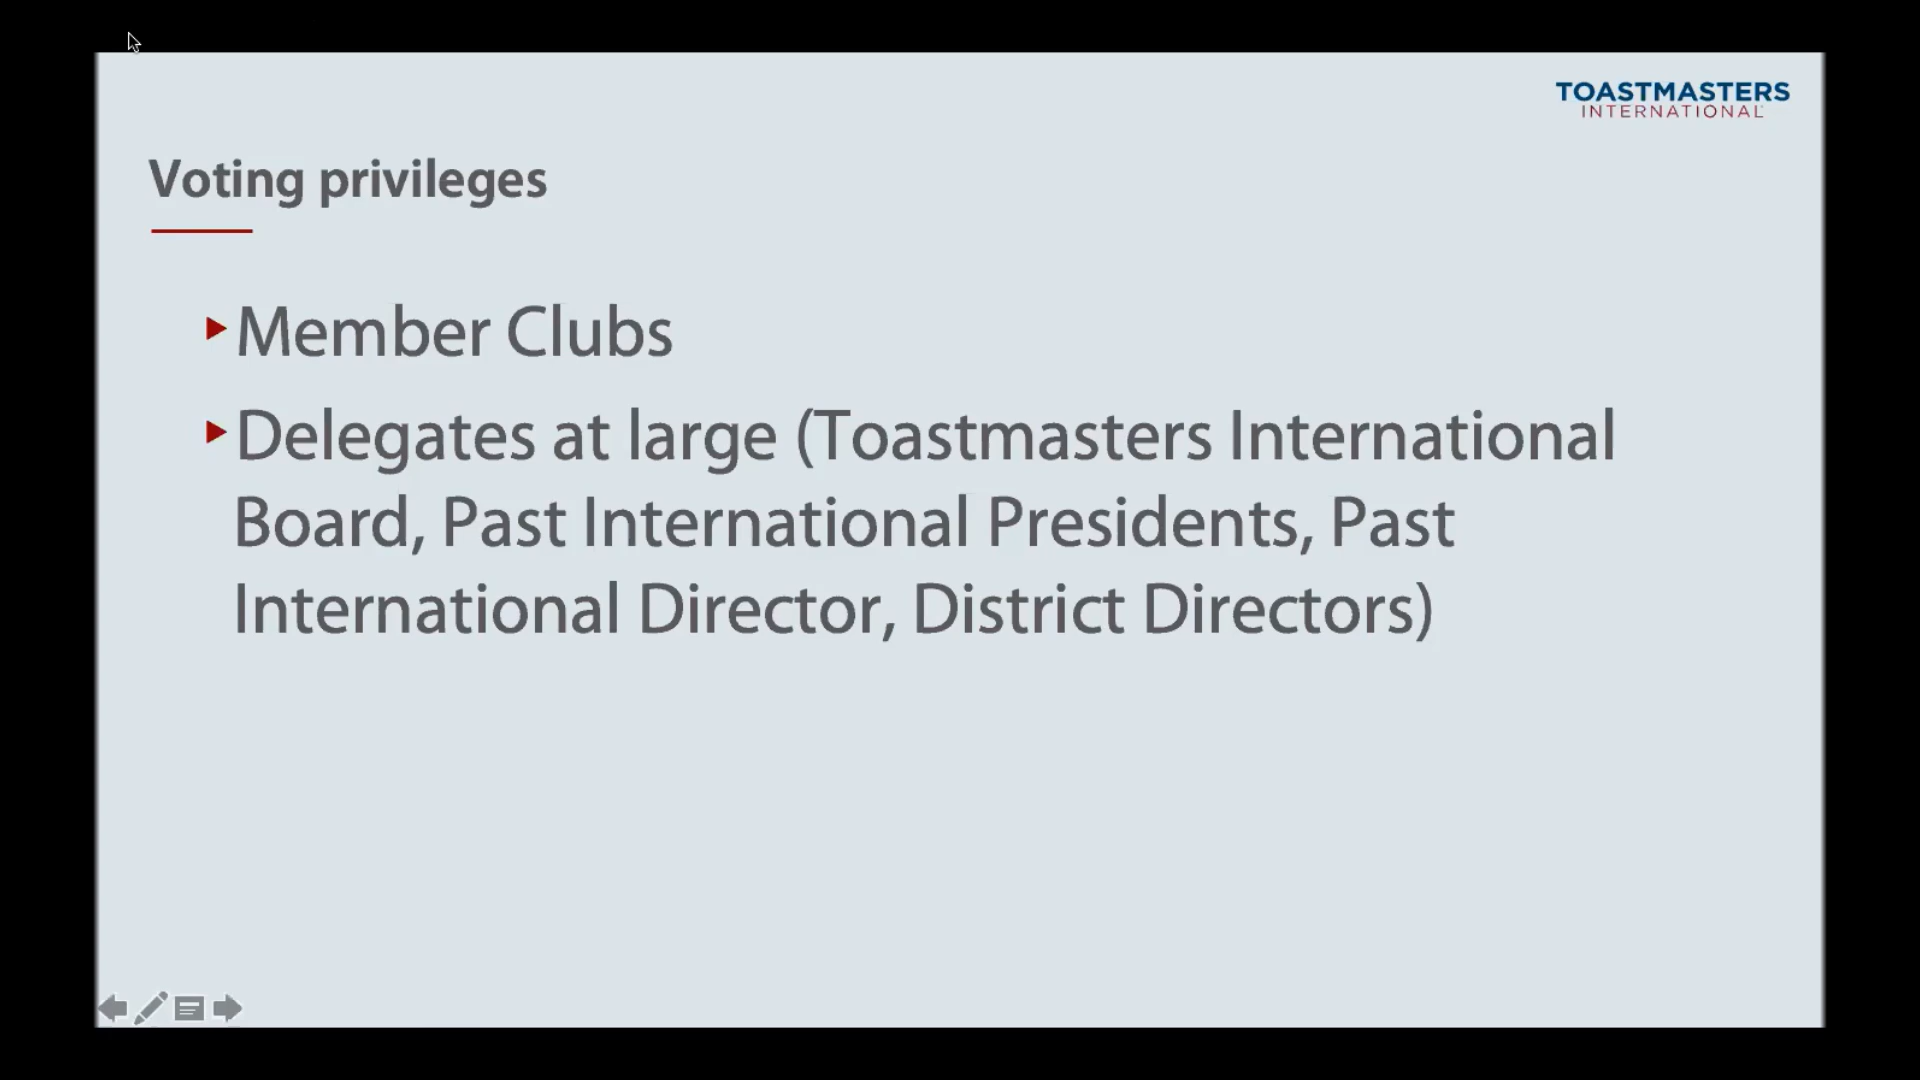 TOASTMASTERS
INTERNATIONAL
Voting privileges
Member Clubs
Delegates at large (Toastmasters International
Board, Past International Presidents, Past
International Director, District Directors)